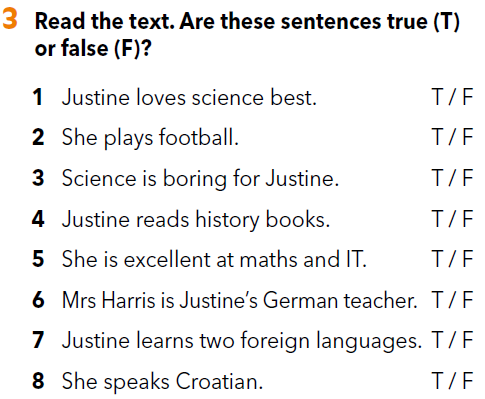 3 Read the text. Are these sentences true (T)
or false (F)?
1 Justine loves science best. T / F
2 She plays football. T / F
3 Science is boring for Justine. T / F
4 Justine reads history books. T / F
5 She is excellent at maths and IT. T / F
6 Mrs Harris is Justine's German teacher. T / F
7 Justine learns two foreign languages. T / F
8 She speaks Croatian. T / F